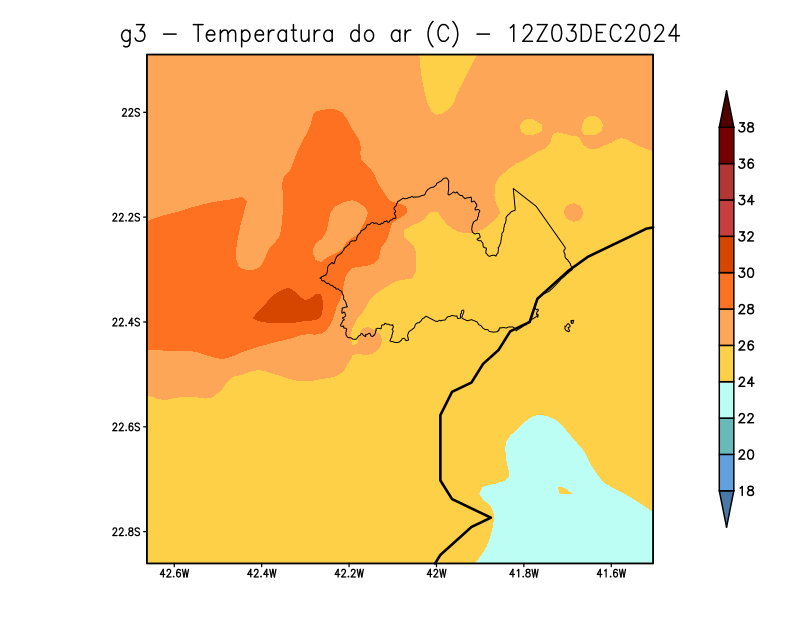 g3 - Temperatura do ar (C) - 12Z03DEC2024
22S
22.2S
22.4S
22.6S
22.8S
42.6W
42.4W
42.2W
42W
41.8W
41.6W
38
36
34
32
30
28
26
24
22
20
18